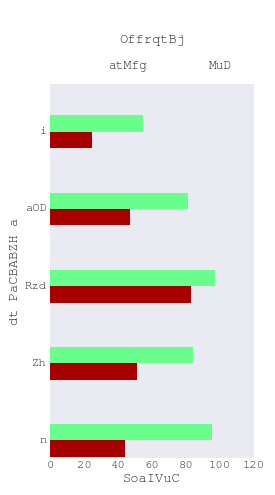 OffrqtBj
atMfg MuD
dt PaCBABZH a
i
aOD
Rzd
Zh
n
0 20 40 60 80 100 120
SoaIVuC